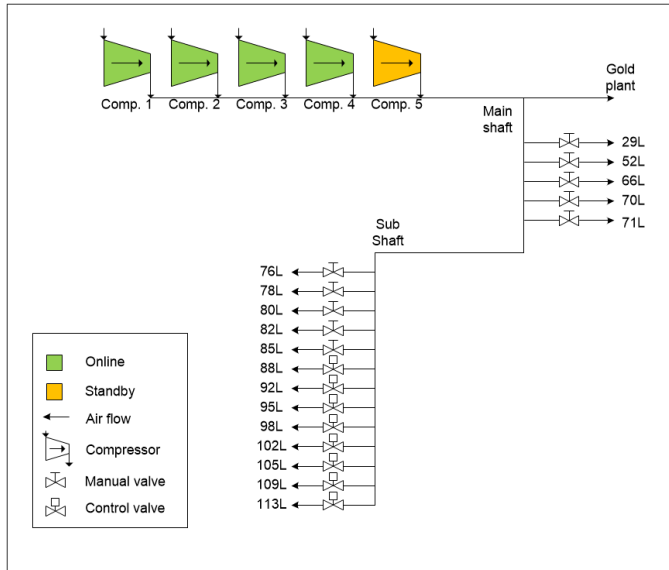 Comp. 1
Comp. 2
Comp. 3
Comp. 4
Comp. 5
Gold
plant
Main
shaft
29L
52L
66L
70L
71L
Sub
Shaft
76L
78L
80L
82L
85L
88L
92L
95L
98L
102L
105L
109L
113L
Online
Standby
Air flow
Compressor
Manual valve
Control valve